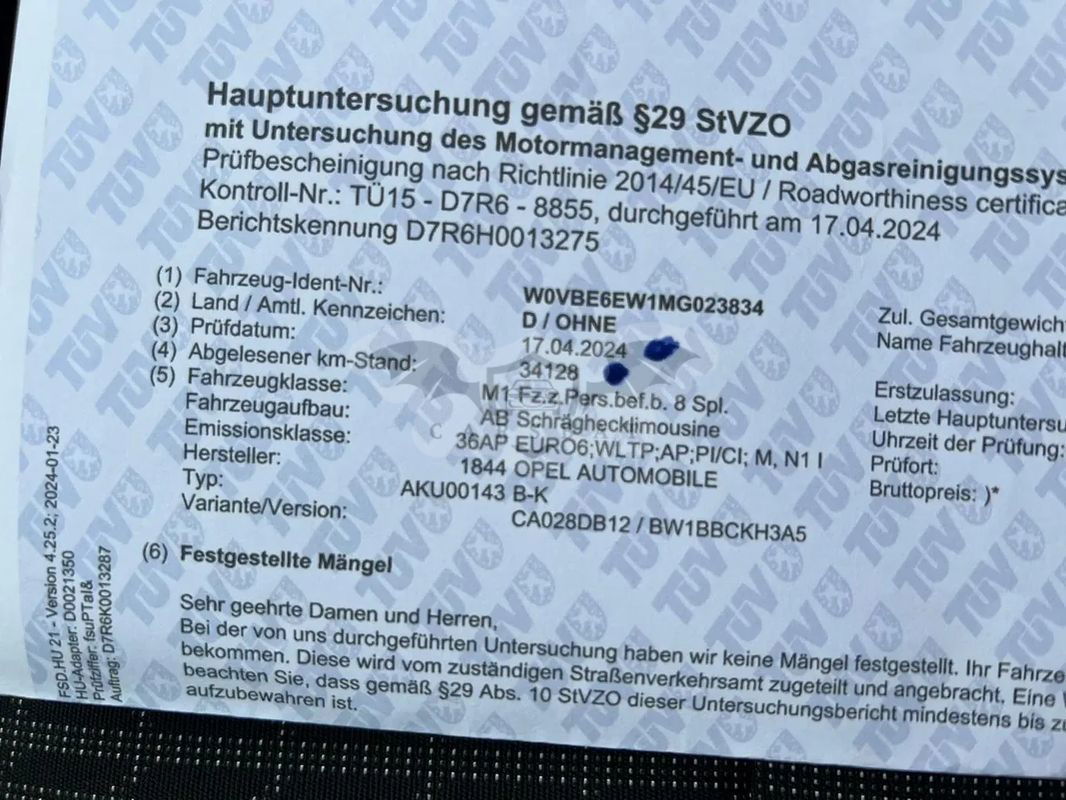 Hauptuntersuchung gemäß §29 StVZO
mit Untersuchung des Motormanagement- und Abgasreinigungssys
Prüfbescheinigung nach Richtlinie 2014/45/EU / Roadworthiness certifica
Kontroll-Nr.: TÜ15 - D7R6 - 8855, durchgeführt am 17.04.2024
Berichtskennung D7R6H0013275
(1) Fahrzeug-Ident-Nr.: W0VBE6EW1MG023834
(2) Land / Amtl. Kennzeichen: D / OHNE
(3) Prüfdatum: 17.04.2024
(4) Abgelesener km-Stand: 34128
(5) Fahrzeugklasse: M1 Fz.z.Pers.bef.b. 8 Spl.
Fahrzeugaufbau: AB Schräghecklimousine
Emissionsklasse: 36AP EURO6;WLTP;AP;PI/CI; M, N1 I
Hersteller: 1844 OPEL AUTOMOBILE
Typ: AKU00143 B-K
Variante/Version: CA028DB12 / BW1BBCKH3A5
Zul. Gesamtgewicht
Name Fahrzeughalt
Erstzulassung:
Letzte Hauptuntersu
Uhrzeit der Prüfung:
Prüfort:
Bruttopreis: )*
(6) Festgestellte Mängel
Sehr geehrte Damen und Herren,
Bei der von uns durchgeführten Untersuchung haben wir keine Mängel festgestellt. Ihr Fahrze
bekommen. Diese wird vom zuständigen Straßenverkehrsamt zugeteilt und angebracht. Eine
beachten Sie, dass gemäß §29 Abs. 10 StVZO dieser Untersuchungsbericht mindestens bis zu
aufzubewahren ist.
FSD.HU 21 - Version 4.25.2; 2024-01-23
HU-Adapter: D0021350
Prüfziffer: fsuPTaI&
Auftrag: D7R6K0013287
TÜV